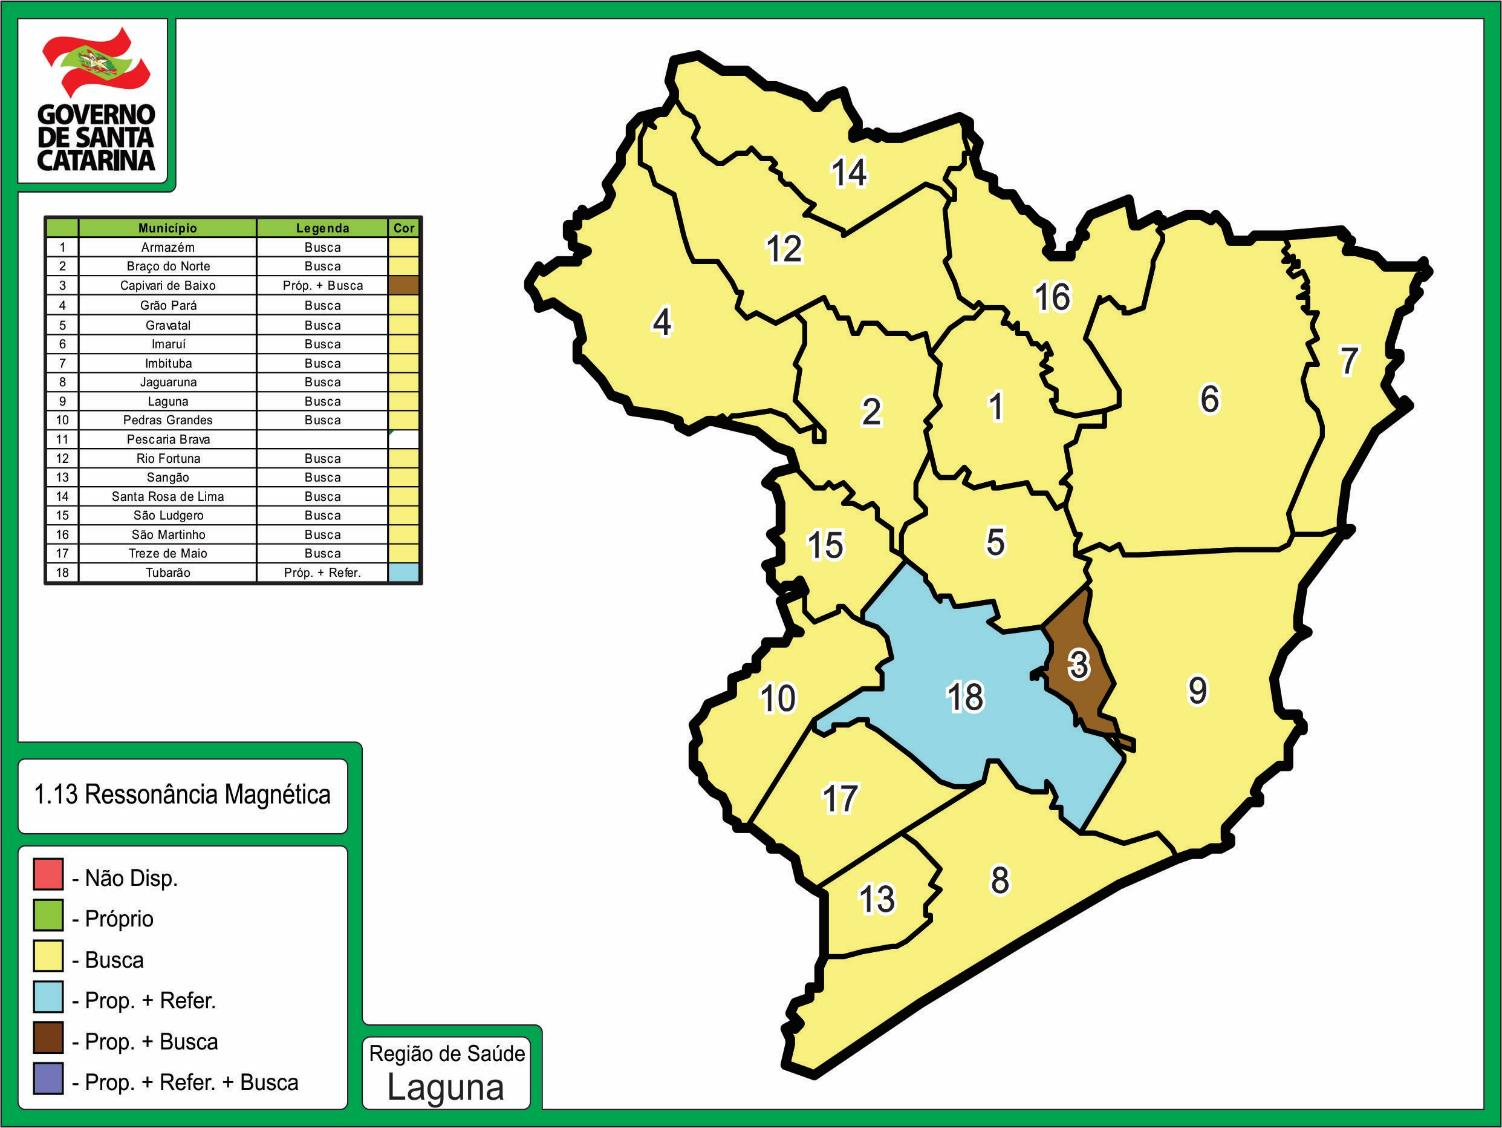 GOVERNO
DE SANTA
CATARINA
Município Legenda Cor
1 Armazém Busca
2 Braço do Norte Busca
3 Capivari de Baixo Próp. + Busca
4 Grão Pará Busca
5 Gravatal Busca
6 Imaruí Busca
7 Imbituba Busca
8 Jaguaruna Busca
9 Laguna Busca
10 Pedras Grandes Busca
11 Pescaria Brava
12 Rio Fortuna Busca
13 Sangão Busca
14 Santa Rosa de Lima Busca
15 São Ludgero Busca
16 São Martinho Busca
17 Treze de Maio Busca
18 Tubarão Próp. + Refer.
14
12
16
4
7
6
2
1
15
5
3
10
18
9
17
8
13
1.13 Ressonância Magnética
- Não Disp.
- Próprio
- Busca
- Prop. + Refer.
- Prop. + Busca
- Prop. + Refer. + Busca
Região de Saúde
Laguna